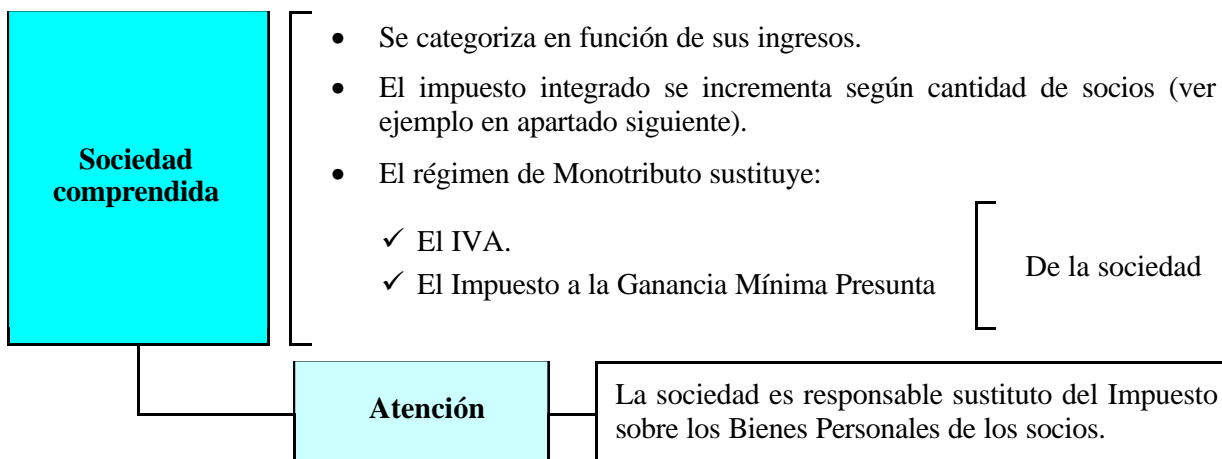 Sociedad
comprendida
• Se categoriza en función de sus ingresos.
• El impuesto integrado se incrementa según cantidad de socios (ver
ejemplo en apartado siguiente).
• El régimen de Monotributo sustituye:
✓ El IVA.
✓ El Impuesto a la Ganancia Mínima Presunta
De la sociedad
Atención
La sociedad es responsable sustituto del Impuesto
sobre los Bienes Personales de los socios.